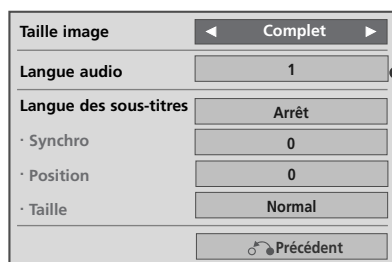 Taille image ◄ Complet ►
Langue audio 1
Langue des sous-titres Arrêt
· Synchro 0
· Position 0
· Taille Normal
Précédent